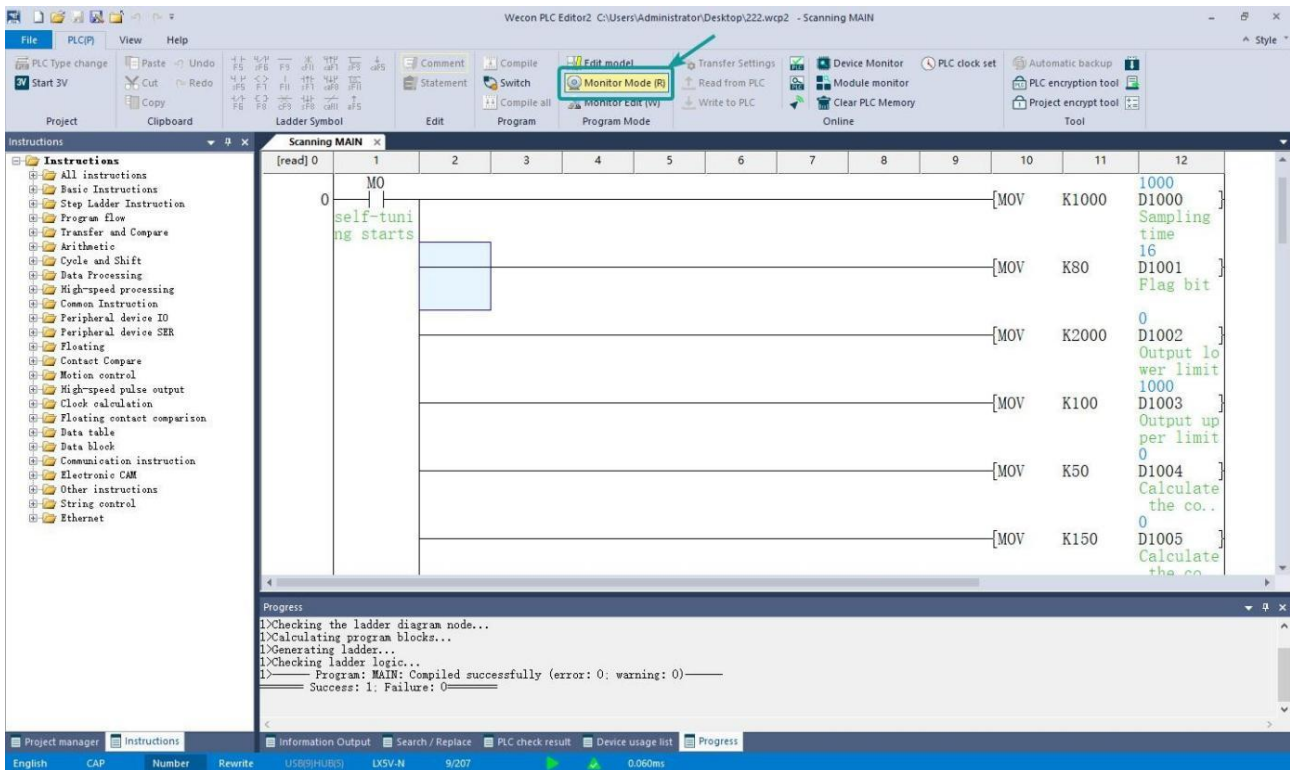 Wecon PLC Editor2 C:\Users\Administrator\Desktop\222.wcp2 - Scanning MAIN
File PLC(P) View Help
Style
PLC Type change Paste Undo
Start 3V Cut Redo
Copy
Project Clipboard Ladder Symbol
Comment Compile Edit model Transfer Settings Device Monitor PLC clock set Automatic backup
Statement Switch Monitor Mode (R) Read from PLC Module monitor PLC encryption tool
Compile all Monitor Edit (W) Write to PLC Clear PLC Memory Project encrypt tool
Edit Program Program Mode Online Tool
Instructions
Instructions
All instructions
Basic Instructions
Step Ladder Instruction
Program flow
Transfer and Compare
Arithmetic
Cycle and Shift
Data Processing
High-speed processing
Common Instruction
Peripheral device IO
Peripheral device SER
Floating
Contact Compare
Motion control
High-speed pulse output
Clock calculation
Floating contact comparison
Data table
Data block
Communication instruction
Electronic CAM
Other instructions
String control
Ethernet
Scanning MAIN
[read] 0 1 2 3 4 5 6 7 8 9 10 11 12
M0
0
self-tuni
ng starts
1000
[MOV K1000 D1000 ]
Sampling
time
16
[MOV K80 D1001 ]
Flag bit
0
[MOV K2000 D1002 ]
Output lo
wer limit
1000
[MOV K100 D1003 ]
Output up
per limit
0
[MOV K50 D1004 ]
Calculate
the co..
0
[MOV K150 D1005 ]
Calculate
the co
Progress
1>Checking the ladder diagram node...
1>Calculating program blocks...
1>Generating ladder...
1>Checking ladder logic...
1>—— Program: MAIN: Compiled successfully (error: 0; warning: 0)——
Success: 1; Failure: 0
Project manager Instructions
Information Output Search / Replace PLC check result Device usage list Progress
English CAP Number Rewrite USB(9)HUB(5) LX5V-N 9/207 0.060ms